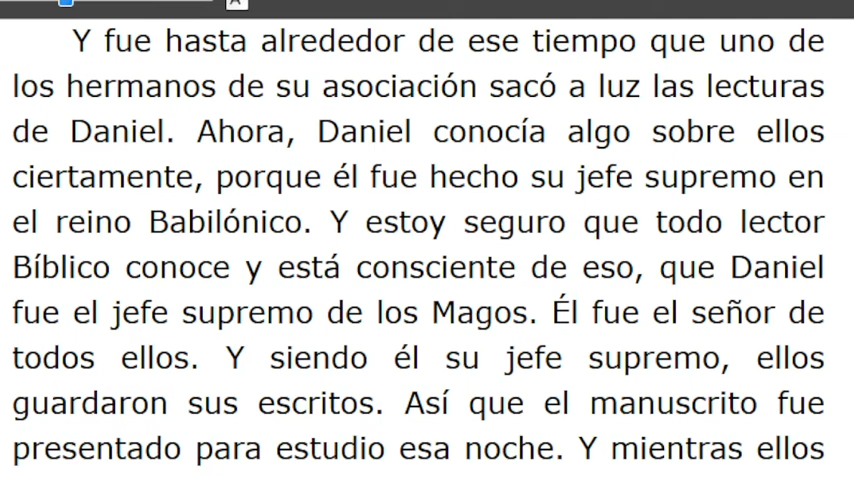 Y fue hasta alrededor de ese tiempo que uno de
los hermanos de su asociación sacó a luz las lecturas
de Daniel. Ahora, Daniel conocía algo sobre ellos
ciertamente, porque él fue hecho su jefe supremo en
el reino Babilónico. Y estoy seguro que todo lector
Bíblico conoce y está consciente de eso, que Daniel
fue el jefe supremo de los Magos. Él fue el señor de
todos ellos. Y siendo él su jefe supremo, ellos
guardaron sus escritos. Así que el manuscrito fue
presentado para estudio esa noche. Y mientras ellos